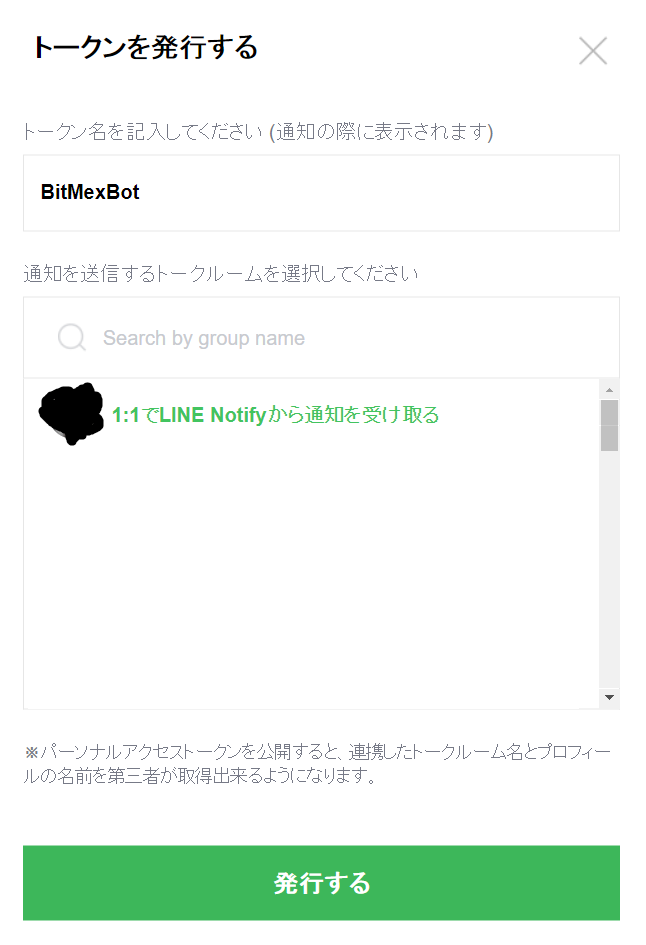 トークンを発行する
トークン名を記入してください (通知の際に表示されます)
BitMexBot
通知を送信するトークルームを選択してください
Search by group name
1:1でLINE Notifyから通知を受け取る
※パーソナルアクセストークンを公開すると、連携したトークルーム名とプロフィー
ルの名前を第三者が取得出来るようになります。
発行する